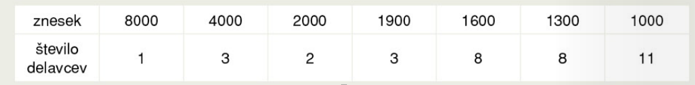 znesek 8000 4000 2000 1900 1600 1300 1000
število
delavcev 1 3 2 3 8 8 11